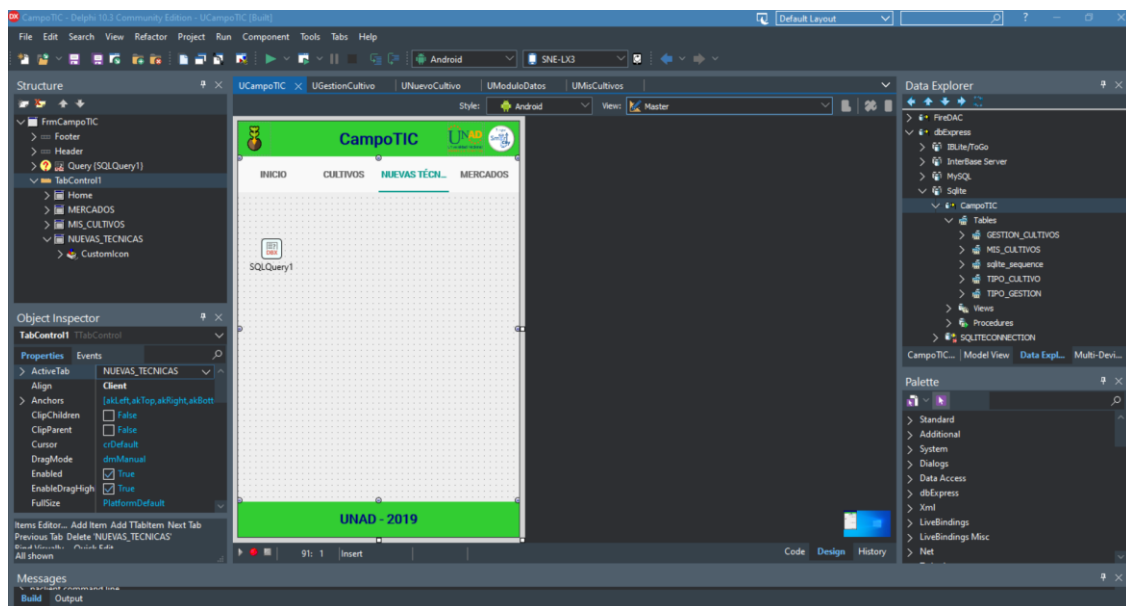 CampoTIC - Delphi 10.3 Community Edition - UCampoTIC [Built]
Default Layout
File Edit Search View Refactor Project Run Component Tools Tabs Help
Android
SNE-LX3
Structure
FrmCampoTIC
Footer
Header
Query {SQLQuery1}
TabControl1
Home
MERCADOS
MIS_CULTIVOS
NUEVAS_TECNICAS
CustomIcon
Object Inspector
TabControl1 TTabControl
Properties Events
ActiveTab NUEVAS_TECNICAS
Align Client
Anchors [akLeft,akTop,akRight,akBott
ClipChildren False
ClipParent False
Cursor crDefault
DragMode dmManual
Enabled True
EnableDragHigh True
FullSize PlatformDefault
Items Editor... Add Item Add TTabItem Next Tab
Previous Tab Delete 'NUEVAS_TECNICAS'
Bind Visually... Quick Edit...
All shown
UCampoTIC UGestionCultivo UNuevoCultivo UModuloDatos UMisCultivos
Style: Android View: Master
CampoTIC UNAD
INICIO CULTIVOS NUEVAS TÉCN... MERCADOS
SQLQuery1
UNAD - 2019
91: 1 Insert
Code Design History
Data Explorer
FireDAC
dbExpress
IBLite/ToGo
InterBase Server
MySQL
Sqlite
CampoTIC
Tables
GESTION_CULTIVOS
MIS_CULTIVOS
sqlite_sequence
TIPO_CULTIVO
TIPO_GESTION
Views
Procedures
SQLITECONNECTION
CampoTIC... Model View Data Expl... Multi-Devi...
Palette
Standard
Additional
System
Dialogs
Data Access
dbExpress
Xml
LiveBindings
LiveBindings Misc
Net
Messages
Build Output